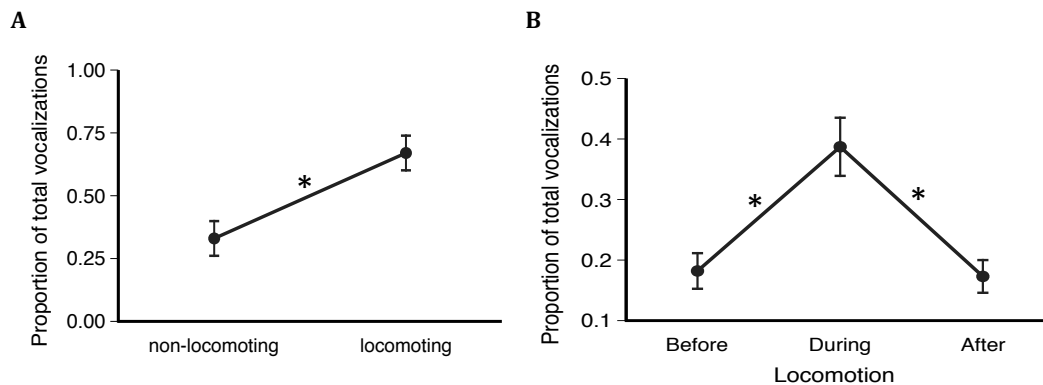 A
Proportion of total vocalizations
1.00
0.75
0.50
0.25
0.00
*
non-locomoting locomoting
B
Proportion of total vocalizations
0.5
0.4
0.3
0.2
0.1
* *
Before During After
Locomotion